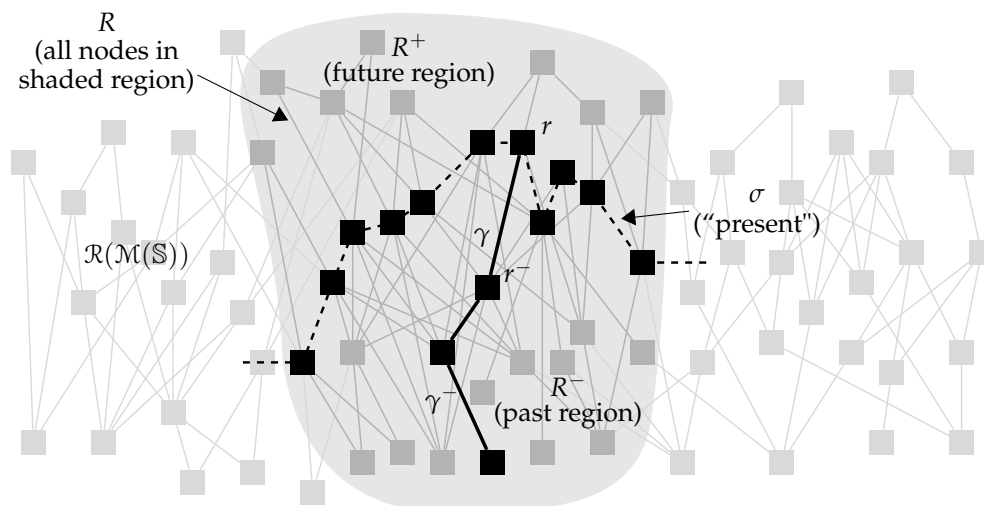 R
(all nodes in
shaded region)
R⁺
(future region)
r
σ
("present")
γ
ℛ(ℳ(𝕊))
r⁻
γ⁻
R⁻
(past region)